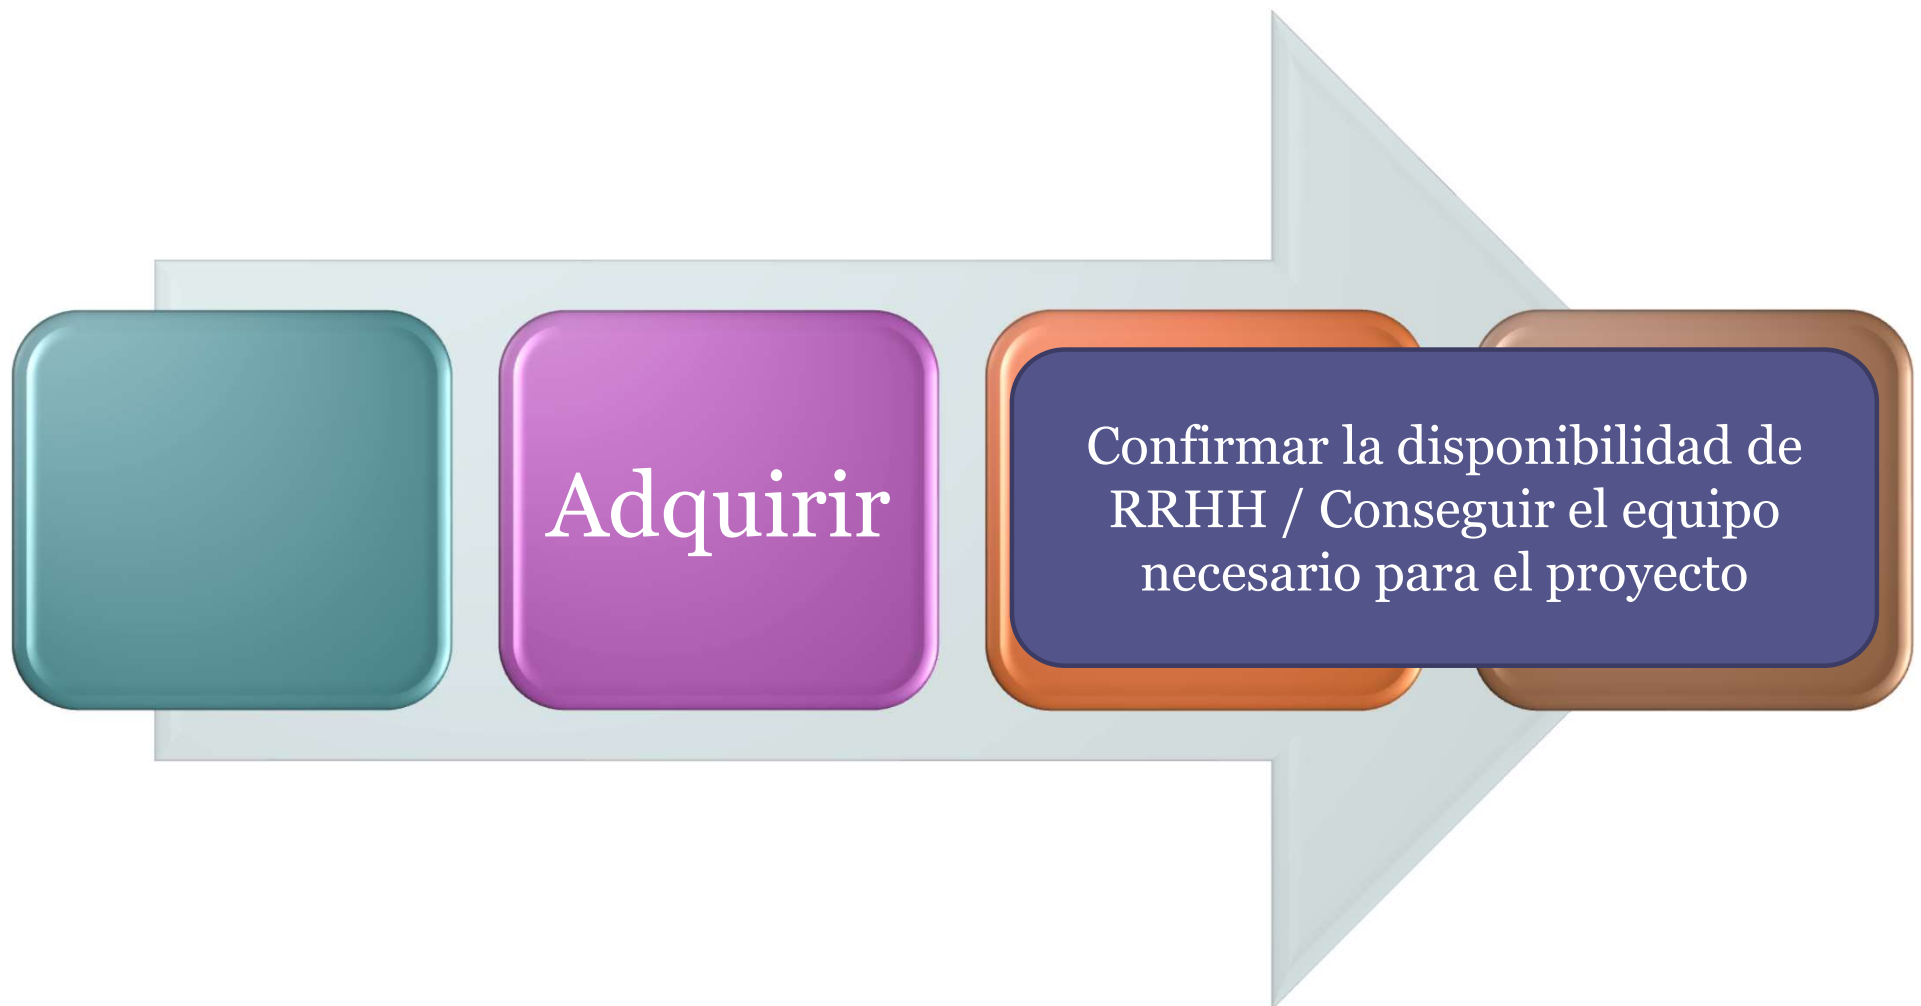 Adquirir
Confirmar la disponibilidad de
RRHH / Conseguir el equipo
necesario para el proyecto